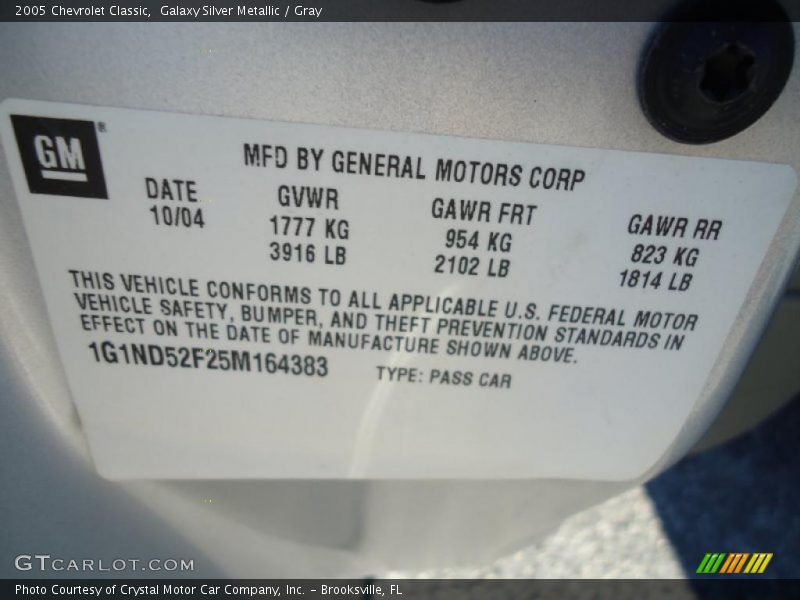 2005 Chevrolet Classic, Galaxy Silver Metallic / Gray
GM®
MFD BY GENERAL MOTORS CORP
DATE GVWR GAWR FRT GAWR RR
10/04 1777 KG 954 KG 823 KG
3916 LB 2102 LB 1814 LB
THIS VEHICLE CONFORMS TO ALL APPLICABLE U.S. FEDERAL MOTOR
VEHICLE SAFETY, BUMPER, AND THEFT PREVENTION STANDARDS IN
EFFECT ON THE DATE OF MANUFACTURE SHOWN ABOVE.
1G1ND52F25M164383 TYPE: PASS CAR
GTCARLOT.COM
Photo Courtesy of Crystal Motor Car Company, Inc. – Brooksville, FL